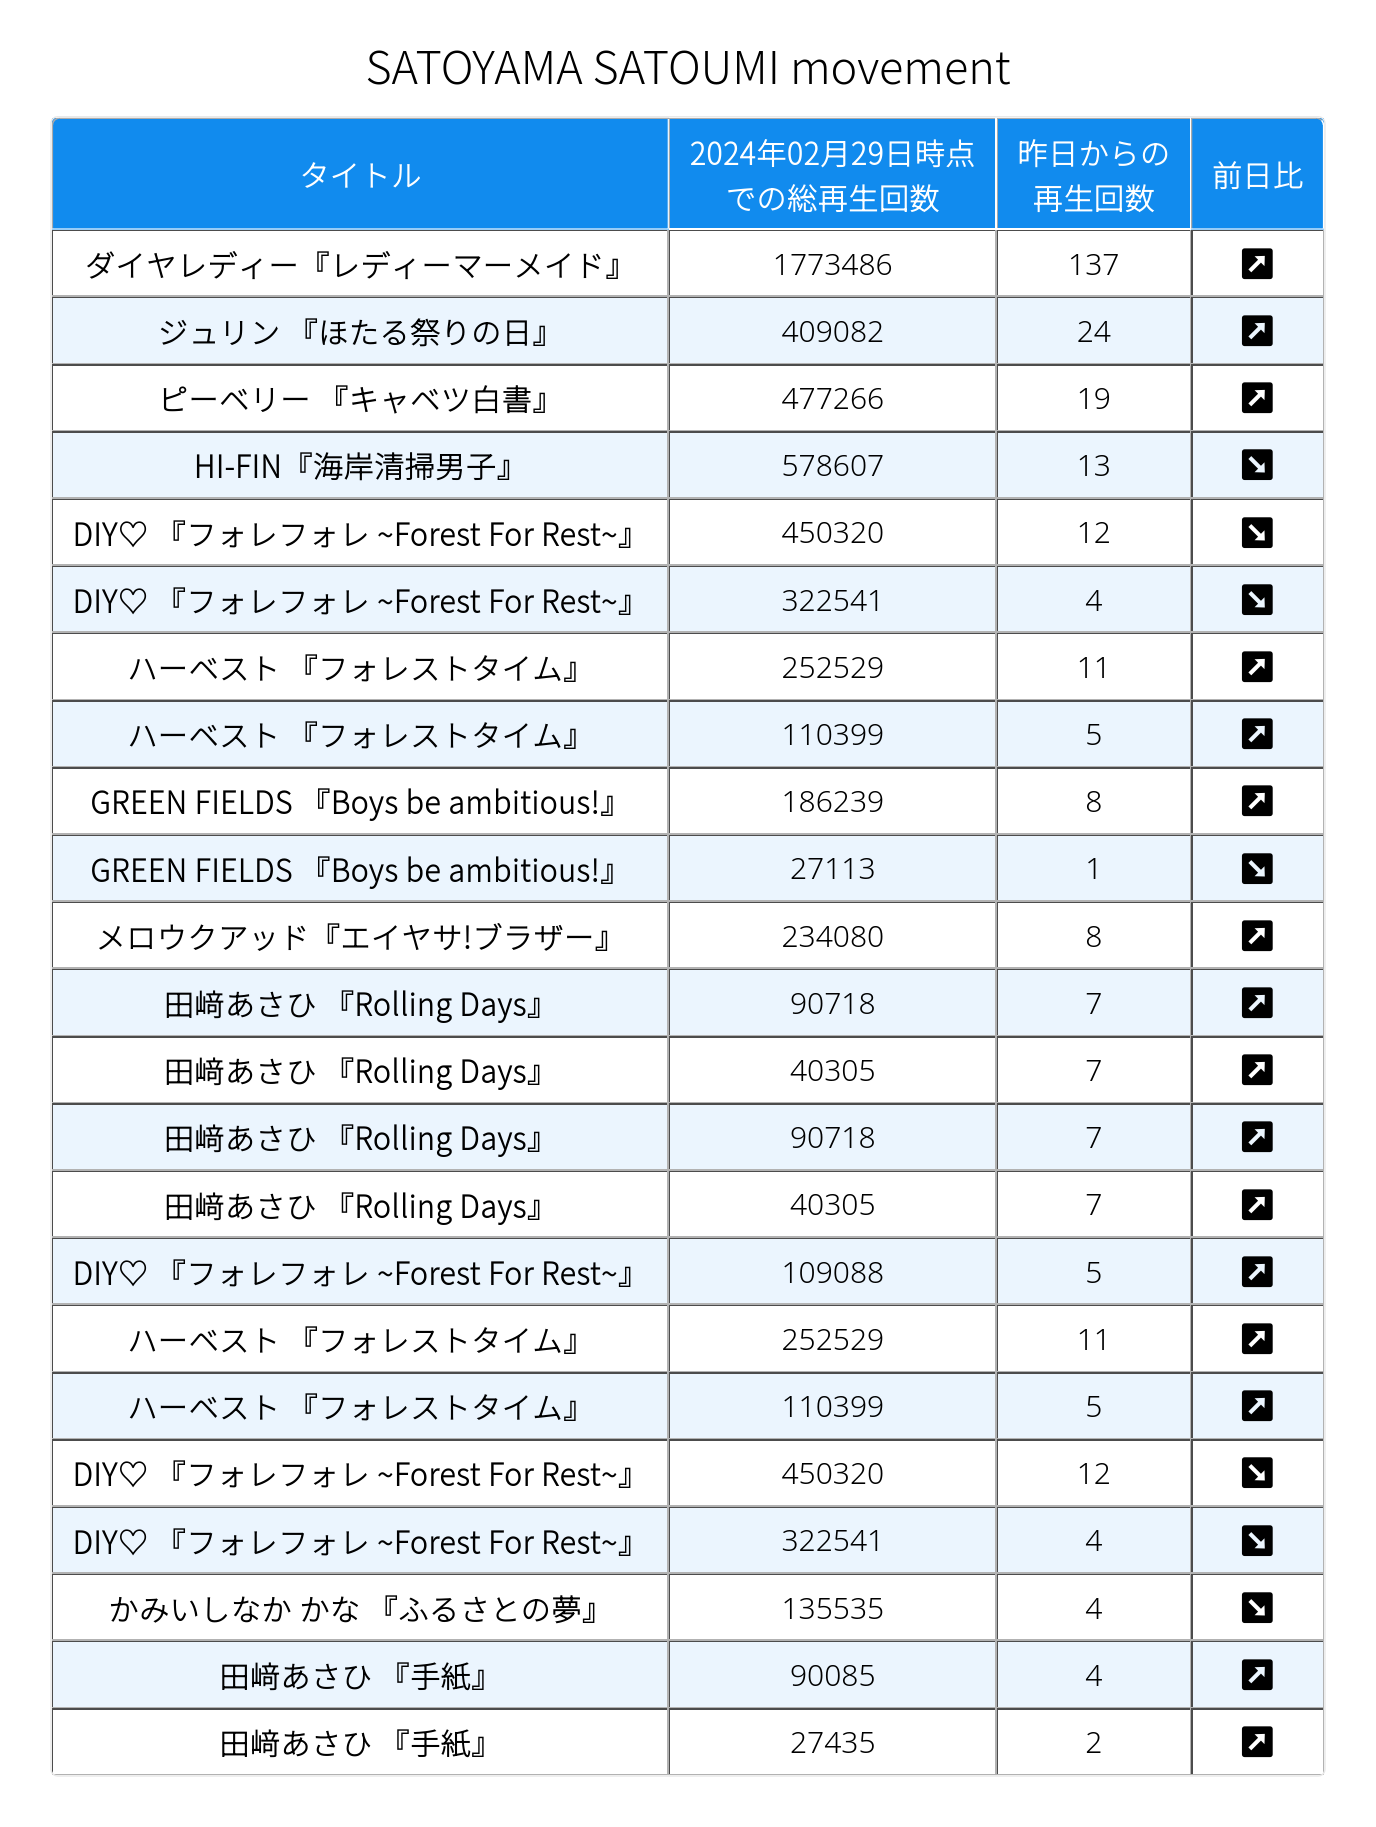 SATOYAMA SATOUMI movement
タイトル 2024年02月29日時点での総再生回数 昨日からの再生回数 前日比
ダイヤレディー『レディーマーメイド』 1773486 137 ↗
ジュリン 『ほたる祭りの日』 409082 24 ↗
ピーベリー 『キャベツ白書』 477266 19 ↗
HI-FIN『海岸清掃男子』 578607 13 ↘
DIY♡ 『フォレフォレ ~Forest For Rest~』 450320 12 ↘
DIY♡ 『フォレフォレ ~Forest For Rest~』 322541 4 ↘
ハーベスト 『フォレストタイム』 252529 11 ↗
ハーベスト 『フォレストタイム』 110399 5 ↗
GREEN FIELDS 『Boys be ambitious!』 186239 8 ↗
GREEN FIELDS 『Boys be ambitious!』 27113 1 ↘
メロウクアッド『エイヤサ!ブラザー』 234080 8 ↗
田﨑あさひ 『Rolling Days』 90718 7 ↗
田﨑あさひ 『Rolling Days』 40305 7 ↗
田﨑あさひ 『Rolling Days』 90718 7 ↗
田﨑あさひ 『Rolling Days』 40305 7 ↗
DIY♡ 『フォレフォレ ~Forest For Rest~』 109088 5 ↗
ハーベスト 『フォレストタイム』 252529 11 ↗
ハーベスト 『フォレストタイム』 110399 5 ↗
DIY♡ 『フォレフォレ ~Forest For Rest~』 450320 12 ↘
DIY♡ 『フォレフォレ ~Forest For Rest~』 322541 4 ↘
かみいしなか かな 『ふるさとの夢』 135535 4 ↘
田﨑あさひ 『手紙』 90085 4 ↗
田﨑あさひ 『手紙』 27435 2 ↗